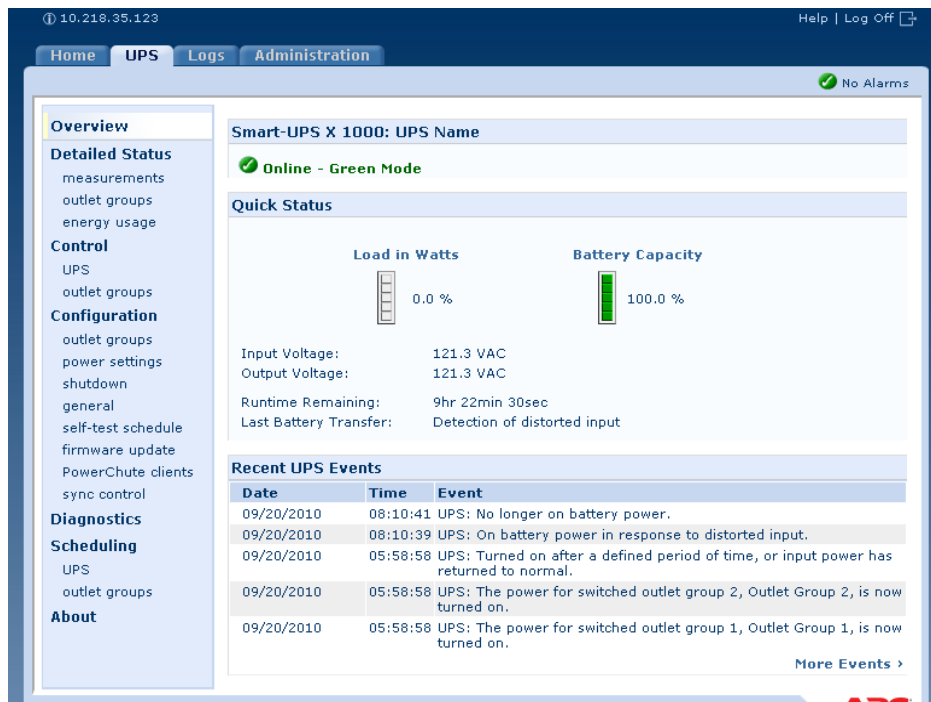 10.218.35.123
Help | Log Off
Home UPS Logs Administration
No Alarms
Overview
Detailed Status
measurements
outlet groups
energy usage
Control
UPS
outlet groups
Configuration
outlet groups
power settings
shutdown
general
self-test schedule
firmware update
PowerChute clients
sync control
Diagnostics
Scheduling
UPS
outlet groups
About
Smart-UPS X 1000: UPS Name
Online - Green Mode
Quick Status
Load in Watts Battery Capacity
0.0 % 100.0 %
Input Voltage: 121.3 VAC
Output Voltage: 121.3 VAC
Runtime Remaining: 9hr 22min 30sec
Last Battery Transfer: Detection of distorted input
Recent UPS Events
Date Time Event
09/20/2010 08:10:41 UPS: No longer on battery power.
09/20/2010 08:10:39 UPS: On battery power in response to distorted input.
09/20/2010 05:58:58 UPS: Turned on after a defined period of time, or input power has
returned to normal.
09/20/2010 05:58:58 UPS: The power for switched outlet group 2, Outlet Group 2, is now
turned on.
09/20/2010 05:58:58 UPS: The power for switched outlet group 1, Outlet Group 1, is now
turned on.
More Events ›